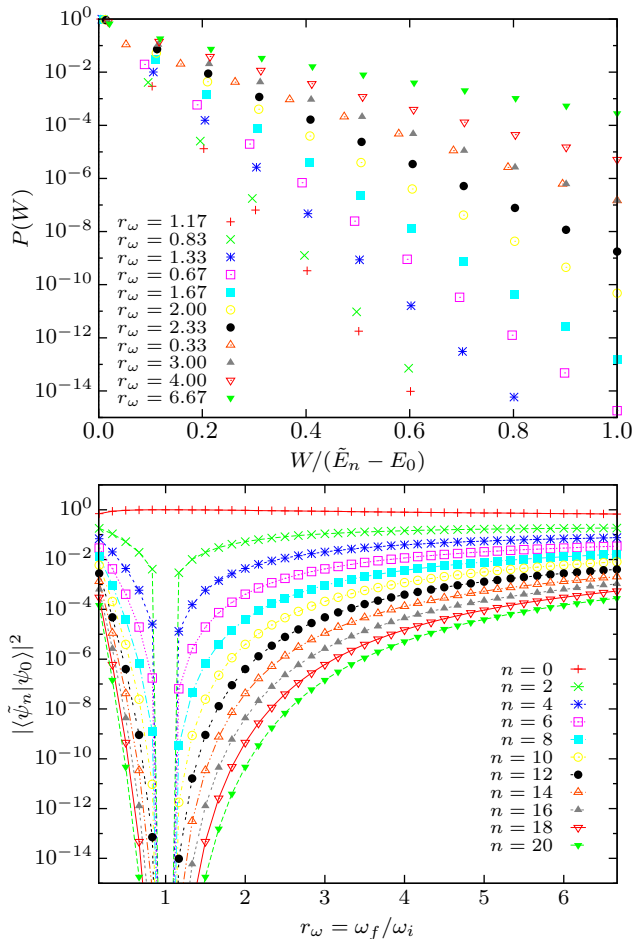 10^0
10^{-2}
10^{-4}
10^{-6}
10^{-8}
10^{-10}
10^{-12}
10^{-14}
P(W)
r_ω = 1.17
r_ω = 0.83
r_ω = 1.33
r_ω = 0.67
r_ω = 1.67
r_ω = 2.00
r_ω = 2.33
r_ω = 0.33
r_ω = 3.00
r_ω = 4.00
r_ω = 6.67
0.0 0.2 0.4 0.6 0.8 1.0
W/(Ẽ_n − E_0)
10^0
10^{-2}
10^{-4}
10^{-6}
10^{-8}
10^{-10}
10^{-12}
10^{-14}
|⟨ψ̃_n|ψ_0⟩|^2
n = 0
n = 2
n = 4
n = 6
n = 8
n = 10
n = 12
n = 14
n = 16
n = 18
n = 20
1 2 3 4 5 6
r_ω = ω_f/ω_i